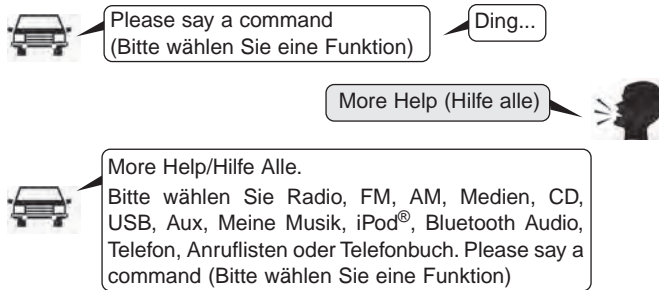 Please say a command
(Bitte wählen Sie eine Funktion)
Ding...
More Help (Hilfe alle)
More Help/Hilfe Alle.
Bitte wählen Sie Radio, FM, AM, Medien, CD,
USB, Aux, Meine Musik, iPod®, Bluetooth Audio,
Telefon, Anruflisten oder Telefonbuch. Please say a
command (Bitte wählen Sie eine Funktion)